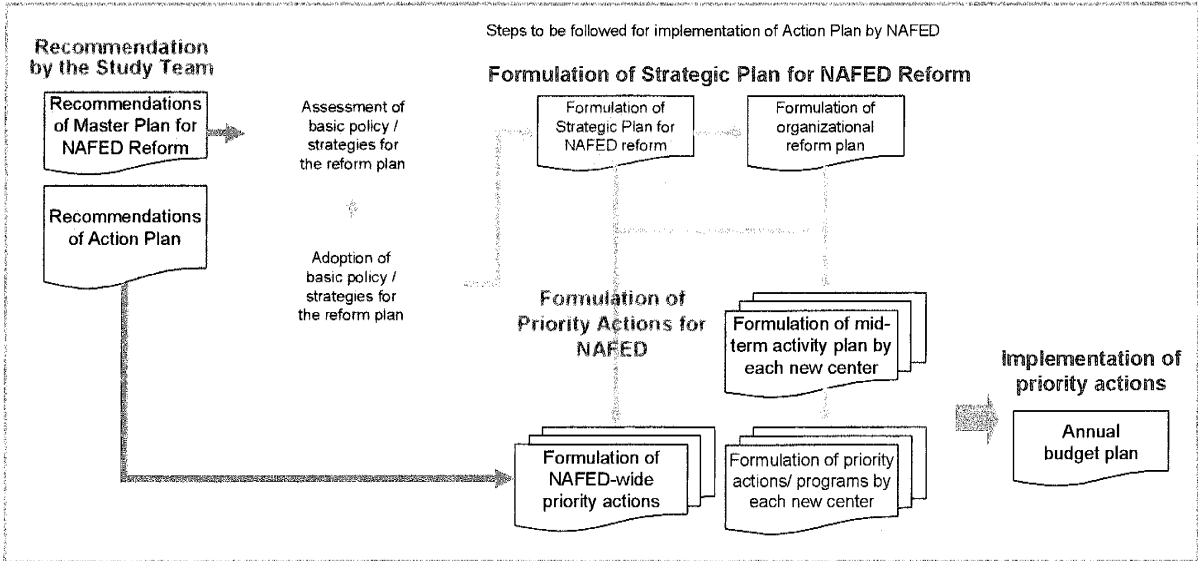 Steps to be followed for implementation of Action Plan by NAFED
Recommendation
by the Study Team
Formulation of Strategic Plan for NAFED Reform
Recommendations
of Master Plan for
NAFED Reform
Assessment of
basic policy /
strategies for
the reform plan
Formulation of
Strategic Plan for
NAFED reform
Formulation of
organizational
reform plan
Recommendations
of Action Plan
Adoption of
basic policy /
strategies for
the reform plan
Formulation of
Priority Actions for
NAFED
Formulation of mid-
term activity plan by
each new center
Implementation of
priority actions
Formulation of
NAFED-wide
priority actions
Formulation of priority
actions/ programs by
each new center
Annual
budget plan